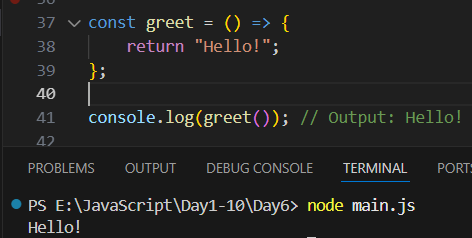 37 const greet = () => {
38 return "Hello!";
39 };
40
41 console.log(greet()); // Output: Hello!
42
PROBLEMS OUTPUT DEBUG CONSOLE TERMINAL PORTS
PS E:\JavaScript\Day1-10\Day6> node main.js
Hello!